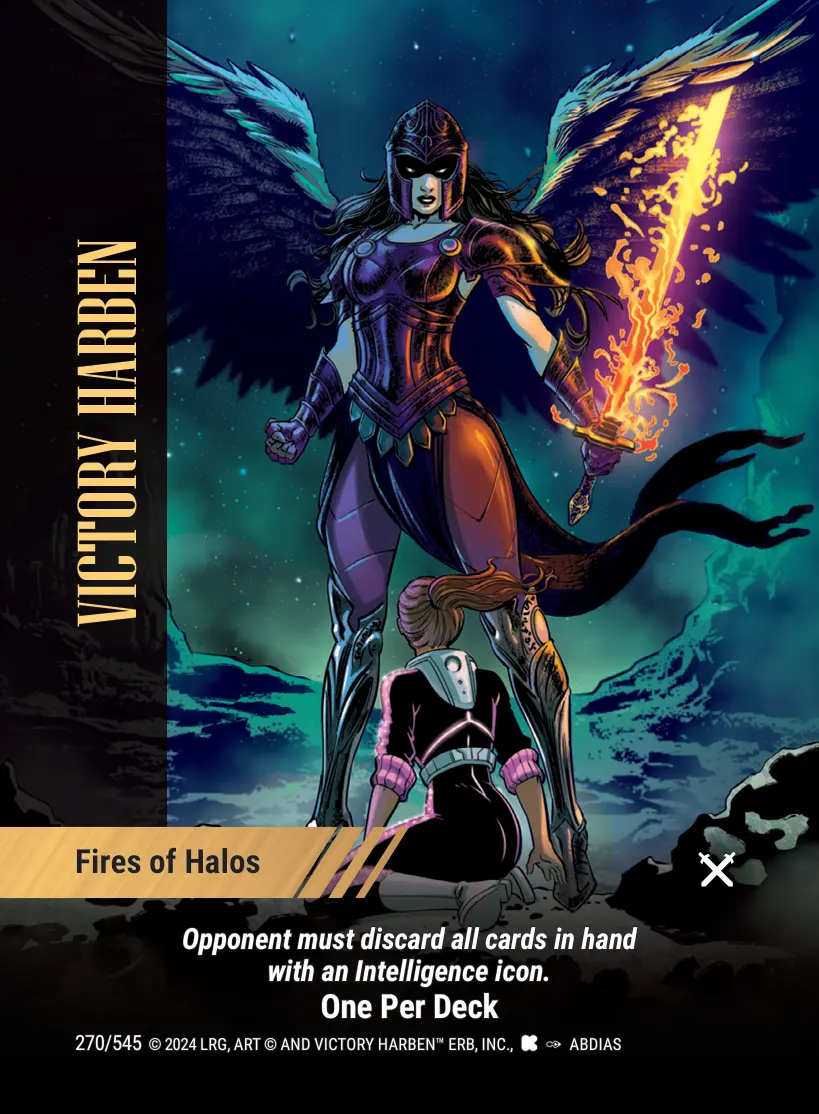 VICTORY HARBEN
Fires of Halos
Opponent must discard all cards in hand
with an Intelligence icon.
One Per Deck
270/545 © 2024 LRG, ART © AND VICTORY HARBEN™ ERB, INC., ABDIAS